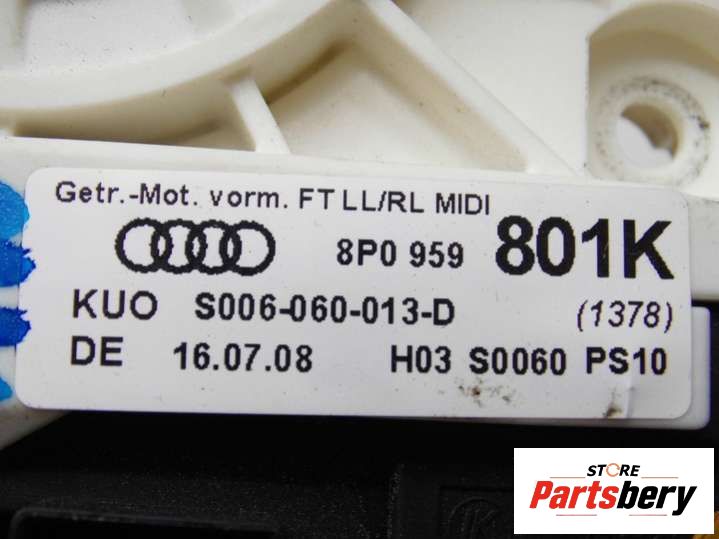 Getr.-Mot. vorm. FT LL/RL MIDI
8P0 959 801K
KUO S006-060-013-D (1378)
DE 16.07.08 H03 S0060 PS10
STORE
Partsbery